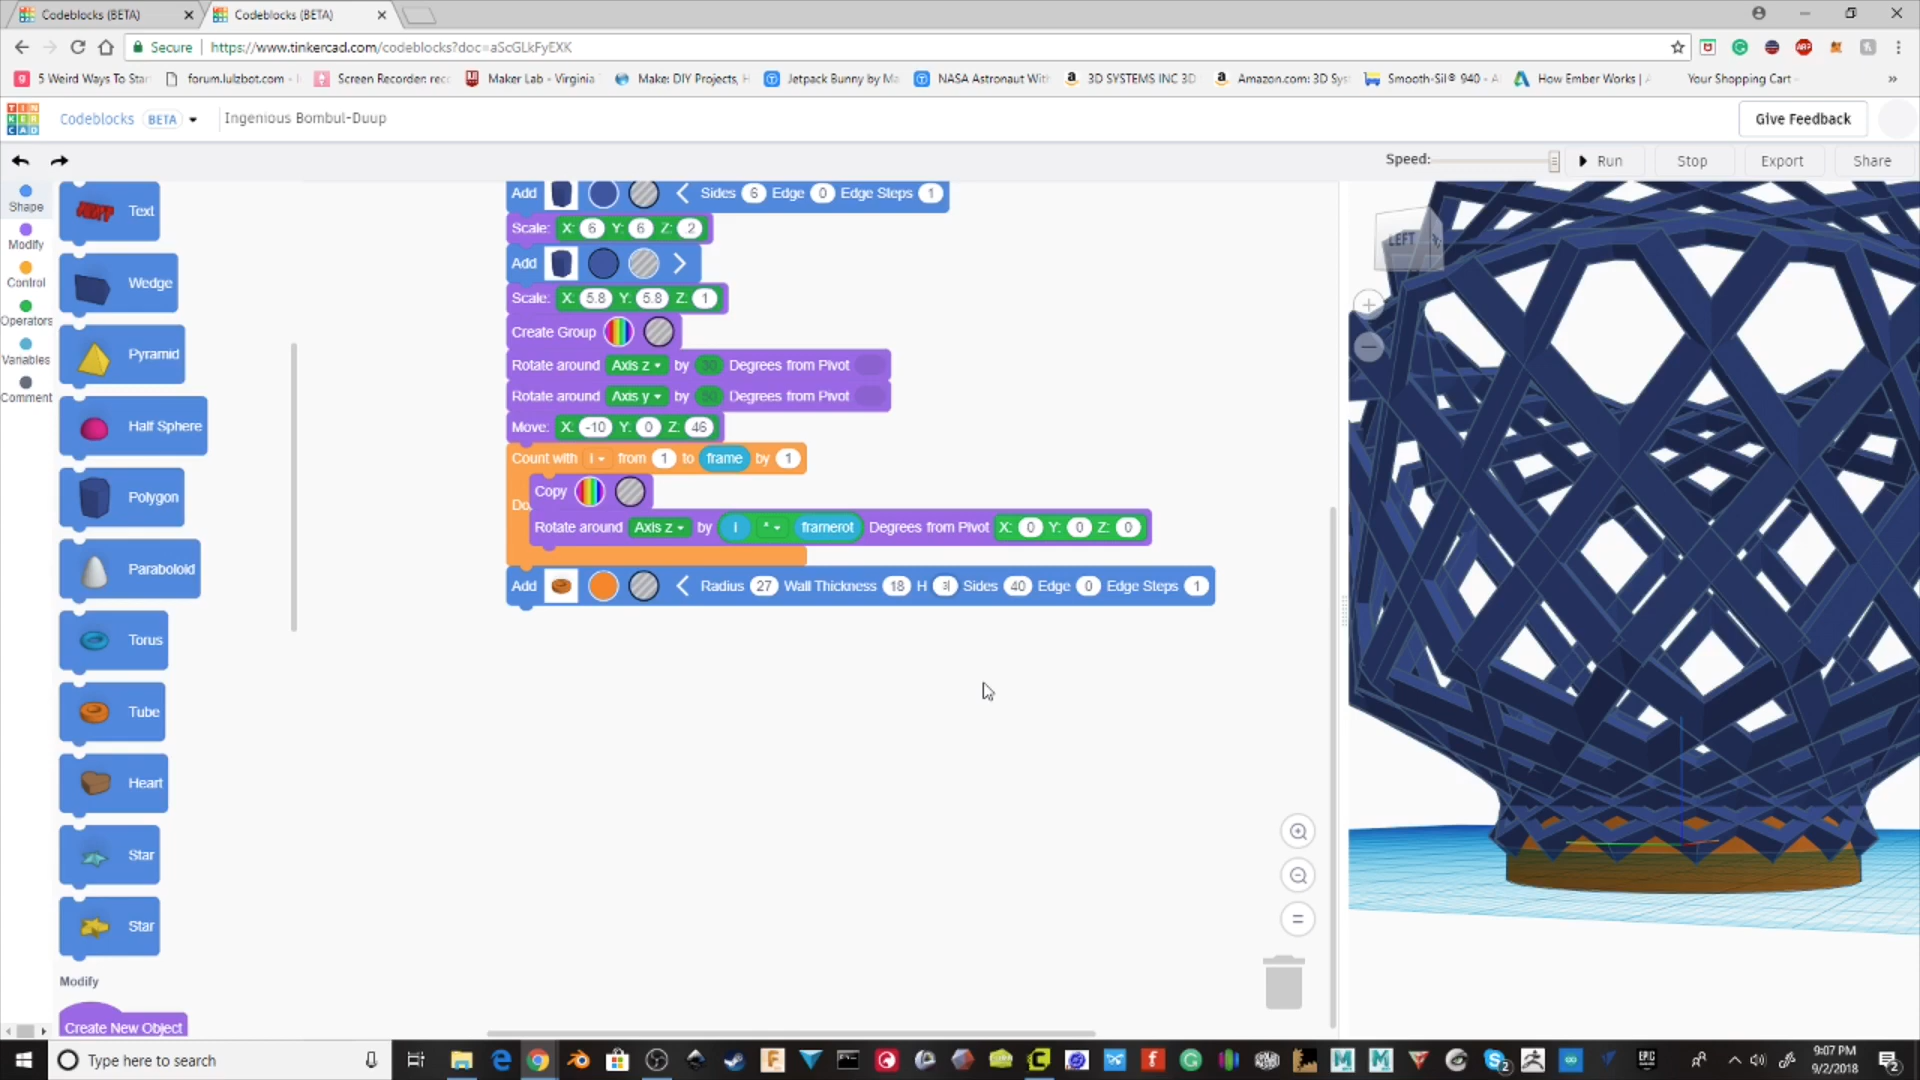 Codeblocks (BETA)
Codeblocks (BETA)
Secure
https://www.tinkercad.com/codeblocks?doc=aScGLkFyEXK
5 Weird Ways To Star
forum.lulzbot.com -
Screen Recorder: rec
Maker Lab - Virginia
Make: DIY Projects, H
Jetpack Bunny by Ma
NASA Astronaut With
3D SYSTEMS INC 3D
Amazon.com: 3D Sys
Smooth-Sil® 940 - A
How Ember Works |
Your Shopping Cart -
TIN
KER
CAD
Codeblocks BETA
Ingenious Bombul-Duup
Give Feedback
Speed:
Run
Stop
Export
Share
Shape
Modify
Control
Operators
Variables
Comment
Text
Wedge
Pyramid
Half Sphere
Polygon
Paraboloid
Torus
Tube
Heart
Star
Star
Modify
Create New Object
Add Sides 6 Edge 0 Edge Steps 1
Scale: X: 6 Y: 6 Z: 2
Add
Scale: X: 5.8 Y: 5.8 Z: 1
Create Group
Rotate around Axis z by 30 Degrees from Pivot
Rotate around Axis y by Degrees from Pivot
Move: X: -10 Y: 0 Z: 46
Count with i from 1 to frame by 1
Do
Copy
Rotate around Axis z by i * framerot Degrees from Pivot X: 0 Y: 0 Z: 0
Add Radius 27 Wall Thickness 18 H 3 Sides 40 Edge 0 Edge Steps 1
LEFT
Type here to search
9:07 PM
9/2/2018